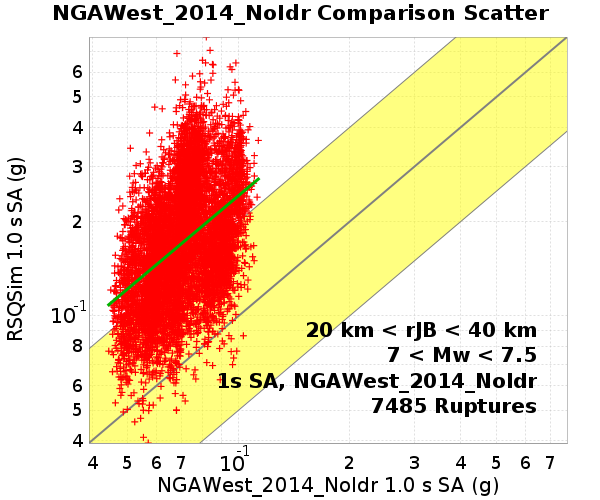 NGAWest_2014_NoIdr Comparison Scatter
6
5
4
3
2
10-1
8
6
5
4
RSQSim 1.0 s SA (g)
20 km < rJB < 40 km
7 < Mw < 7.5
1s SA, NGAWest_2014_NoIdr
7485 Ruptures
4 5 6 7 10-1 2 3 4 5 6 7
NGAWest_2014_NoIdr 1.0 s SA (g)